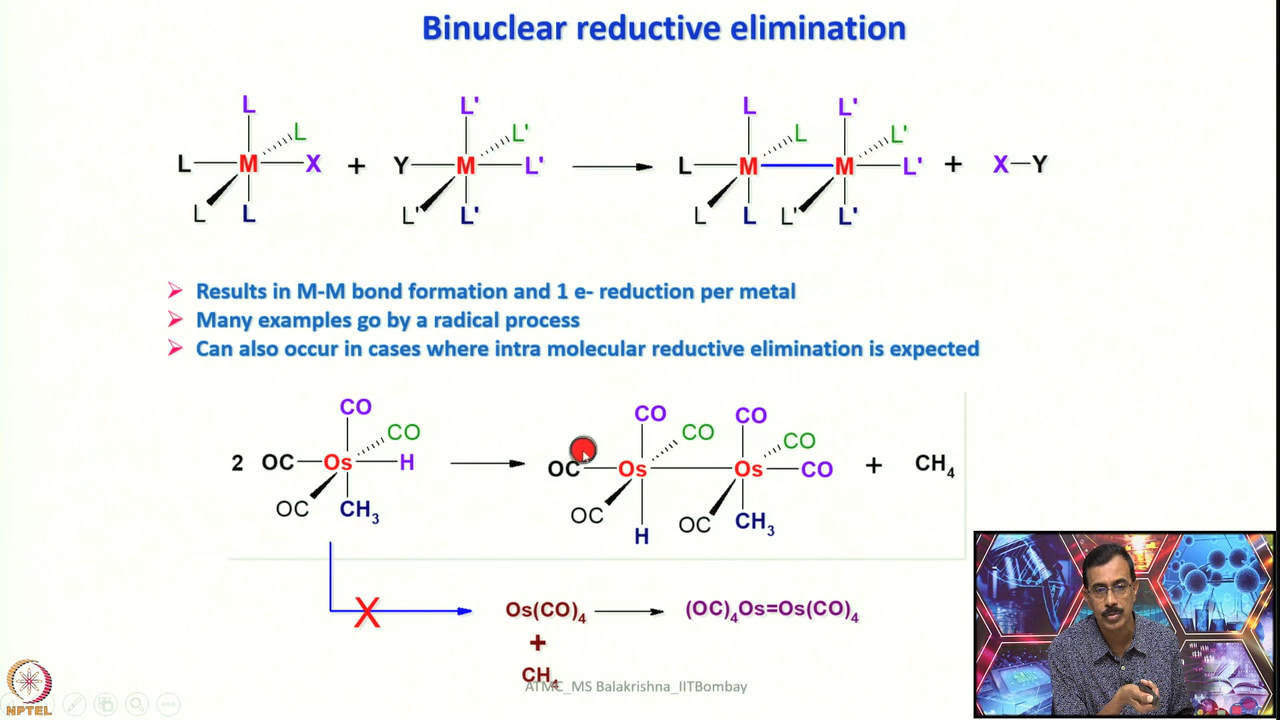 Binuclear reductive elimination
L L' L L'
L L' L L'
L M X + Y M L' L M M L' + X Y
L L L' L' L L L' L'
➢ Results in M-M bond formation and 1 e- reduction per metal
➢ Many examples go by a radical process
➢ Can also occur in cases where intra molecular reductive elimination is expected
CO CO CO
CO CO CO
2 OC Os H OC Os Os CO + CH4
OC CH3 OC H OC CH3
X Os(CO)4 (OC)4Os=Os(CO)4
+
CH4
ATMC_MS Balakrishna_IITBombay
NPTEL